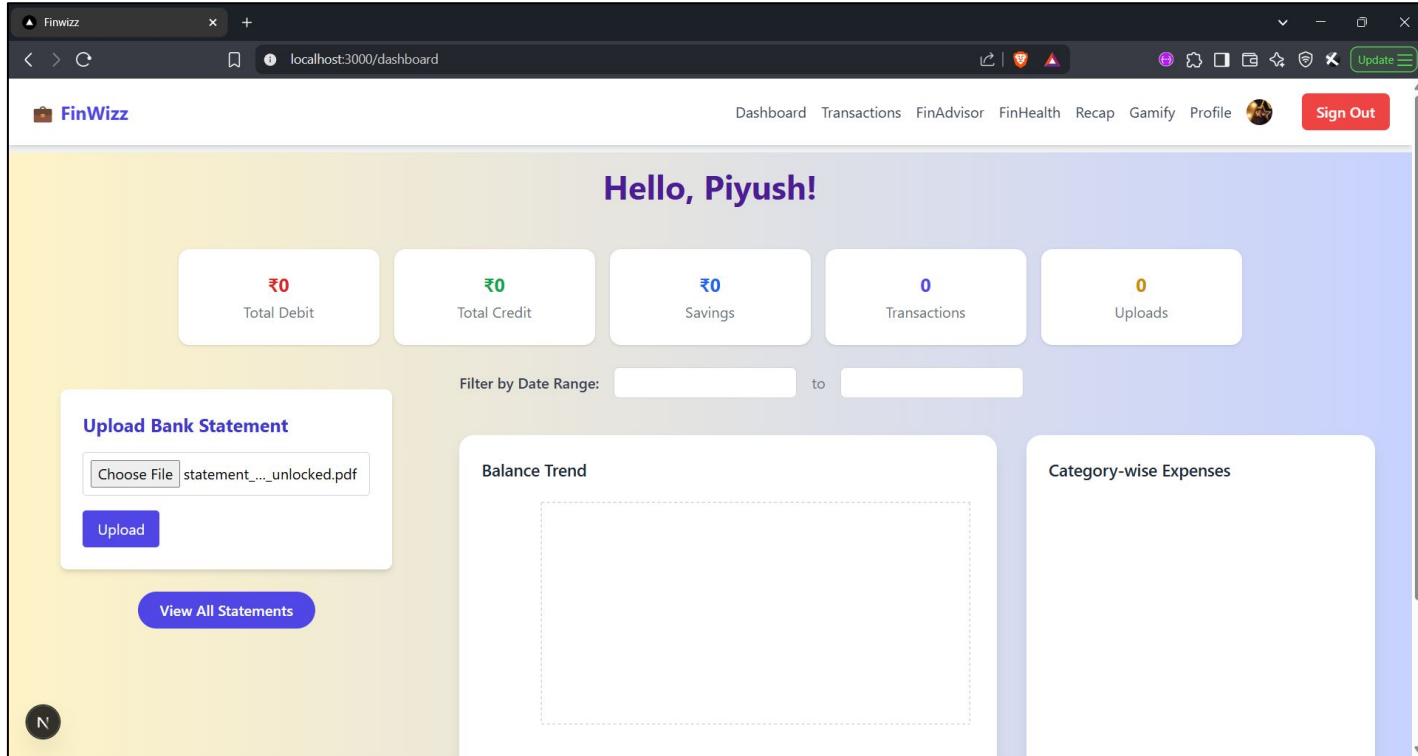 Finwizz
localhost:3000/dashboard
Update
FinWizz
Dashboard Transactions FinAdvisor FinHealth Recap Gamify Profile Sign Out
Hello, Piyush!
₹0 ₹0 ₹0 0 0
Total Debit Total Credit Savings Transactions Uploads
Filter by Date Range: to
Upload Bank Statement
Choose File statement_..._unlocked.pdf
Upload
View All Statements
Balance Trend
Category-wise Expenses
N